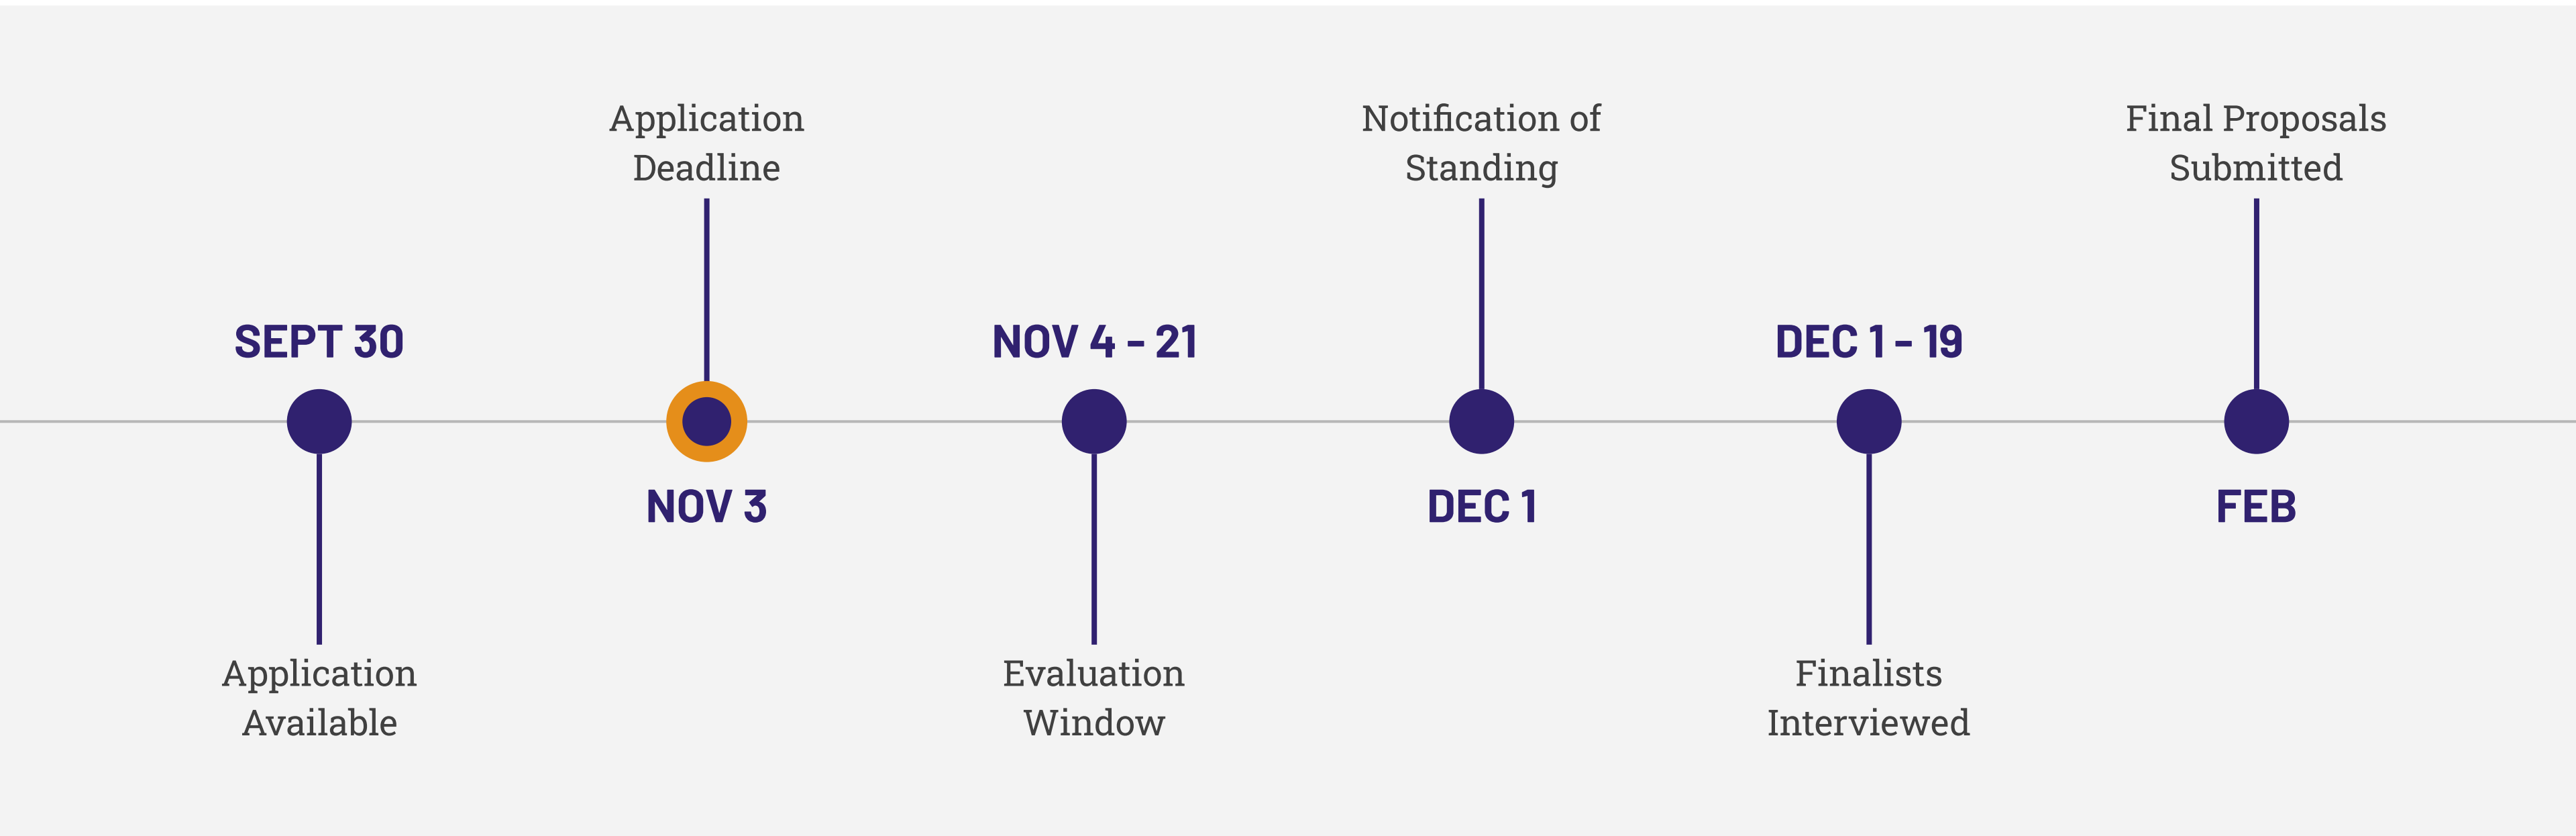 SEPT 30
Application
Available
Application
Deadline
NOV 3
NOV 4 - 21
Evaluation
Window
Notification of
Standing
DEC 1
DEC 1 - 19
Finalists
Interviewed
Final Proposals
Submitted
FEB